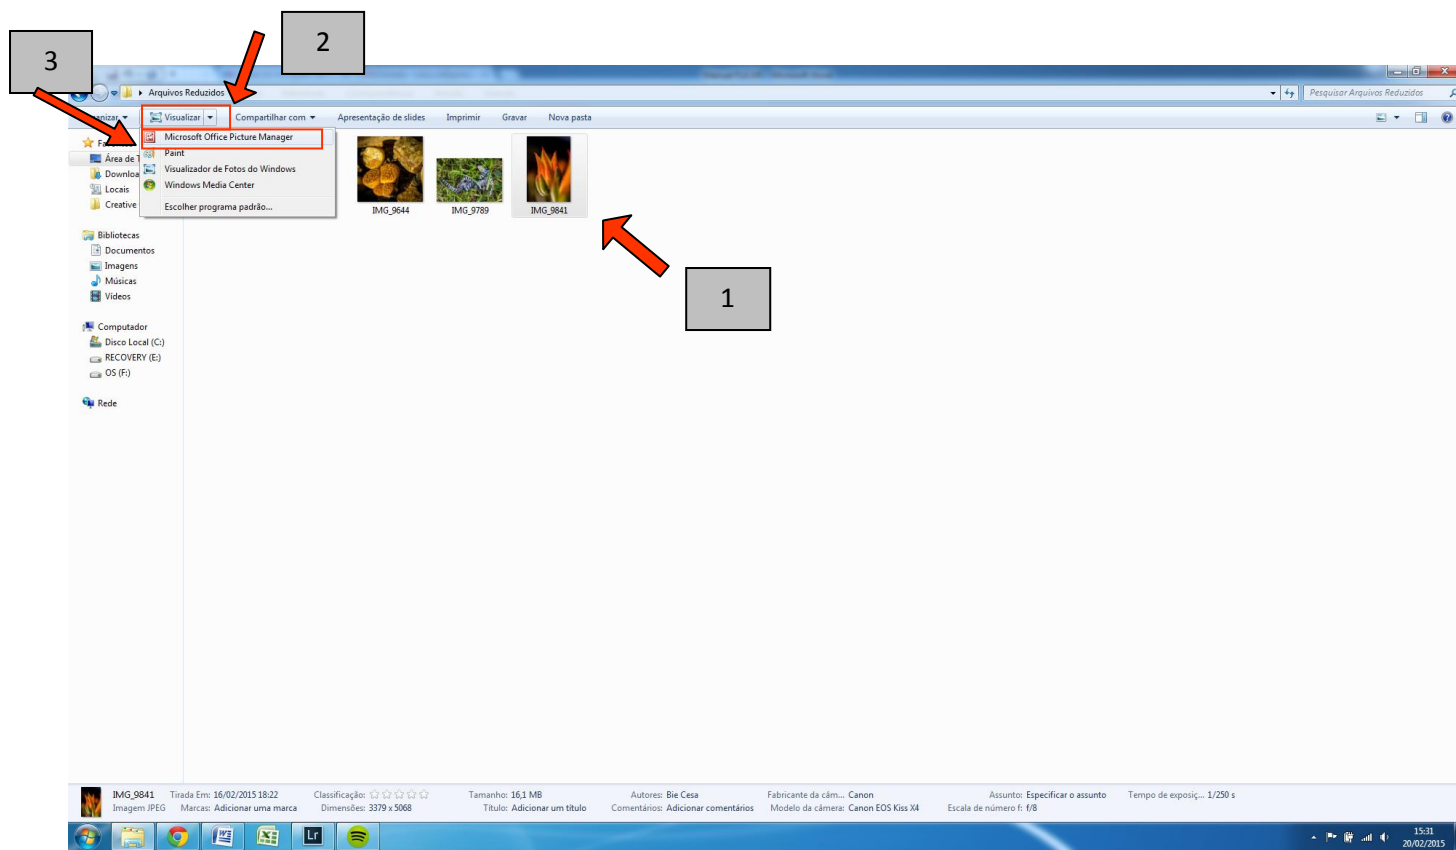 2
3
Arquivos Reduzidos
Pesquisar Arquivos Reduzidos
Visualizar
Compartilhar com
Apresentação de slides
Imprimir
Gravar
Nova pasta
Microsoft Office Picture Manager
Paint
Visualizador de Fotos do Windows
Windows Media Center
Escolher programa padrão...
Área de
Locais
Creative
Bibliotecas
Documentos
Imagens
Músicas
Vídeos
Computador
Disco Local (C:)
RECOVERY (E:)
OS (F:)
Rede
IMG_9644
IMG_9789
IMG_9841
1
IMG_9841 Tirada Em: 16/02/2015 18:22 Classificação: Tamanho: 16,1 MB Autores: Bie Cesa Fabricante da câm... Canon Assunto: Especificar o assunto Tempo de exposiç... 1/250 s
Imagem JPEG Marcas: Adicionar uma marca Dimensões: 3379 x 5068 Título: Adicionar um título Comentários: Adicionar comentários Modelo da câmera: Canon EOS Kiss X4 Escala de número f: f/8
Lr
15:31
20/02/2015